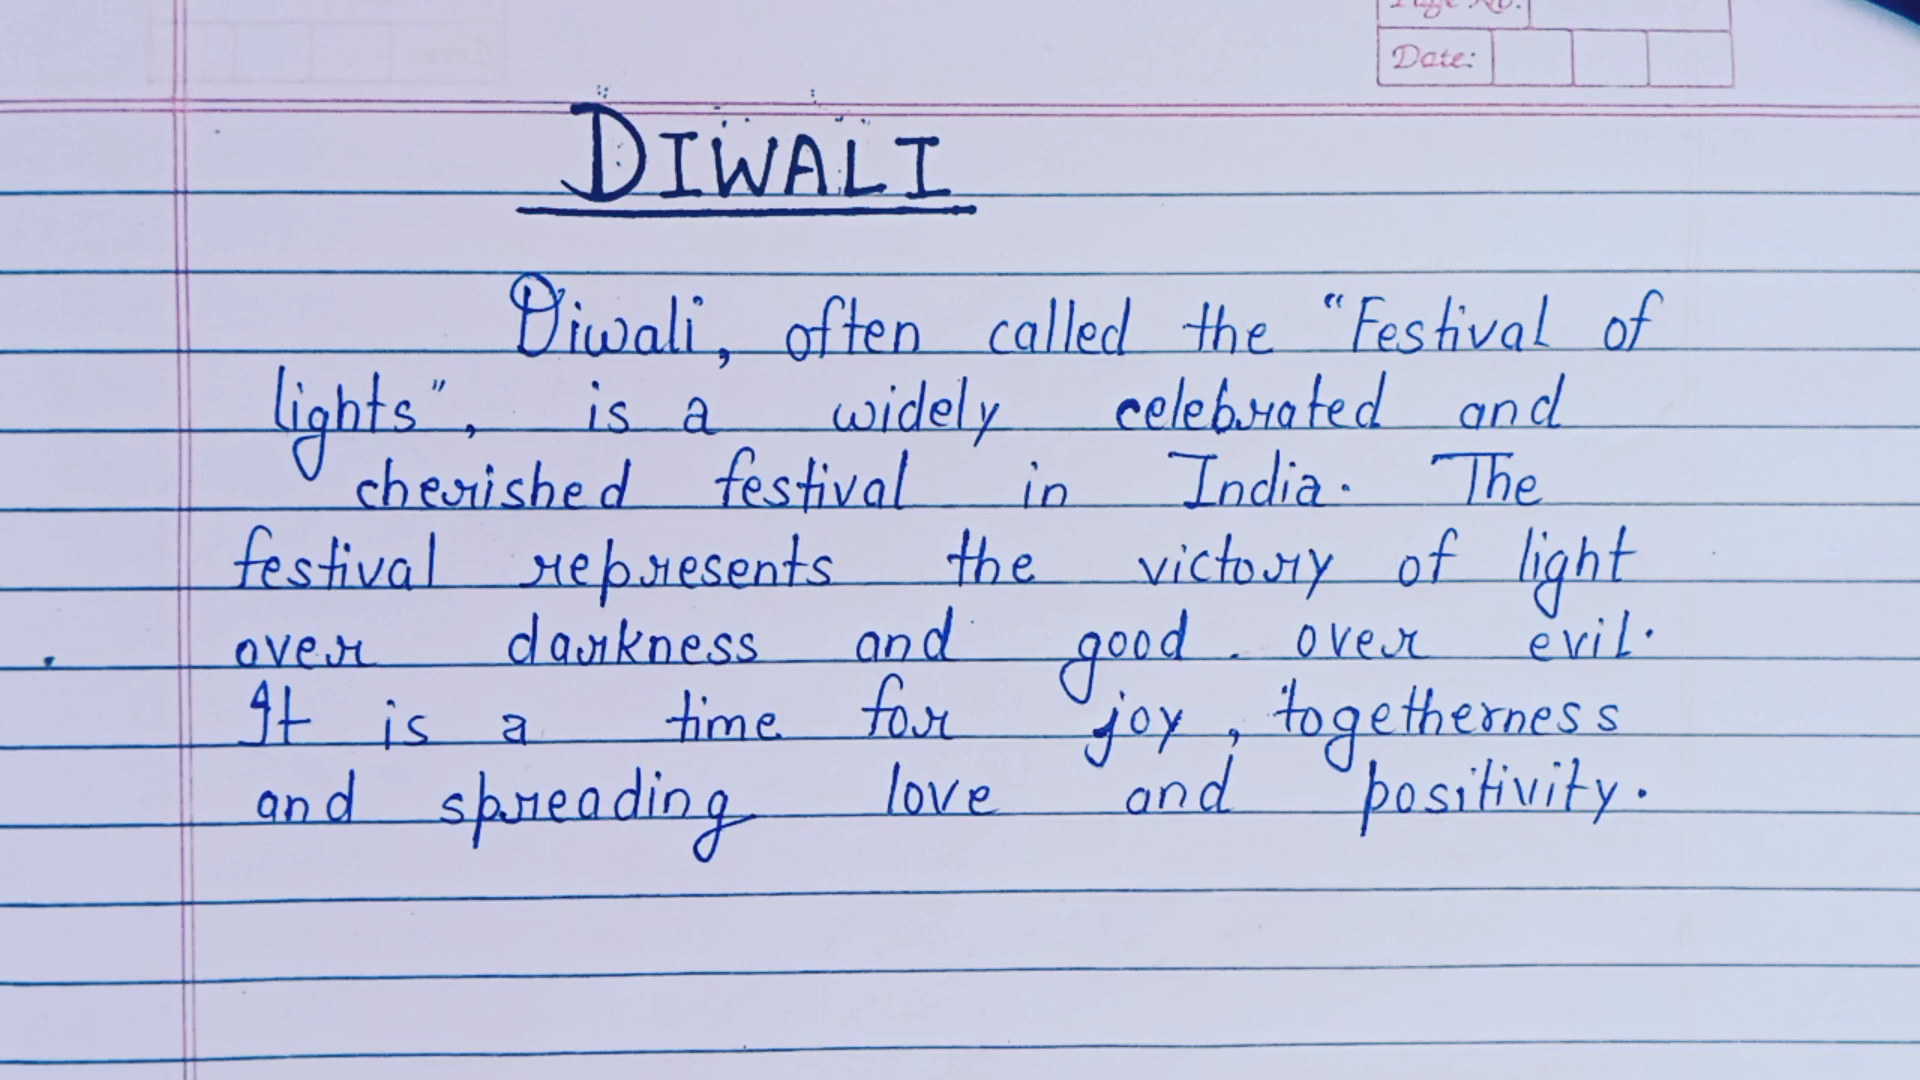 Page No.
Date:
DIWALI
Diwali, often called the "Festival of
lights", is a widely celebrated and
cherished festival in India. The
festival represents the victory of light
over darkness and good over evil.
It is a time for joy, togetherness
and spreading love and positivity.